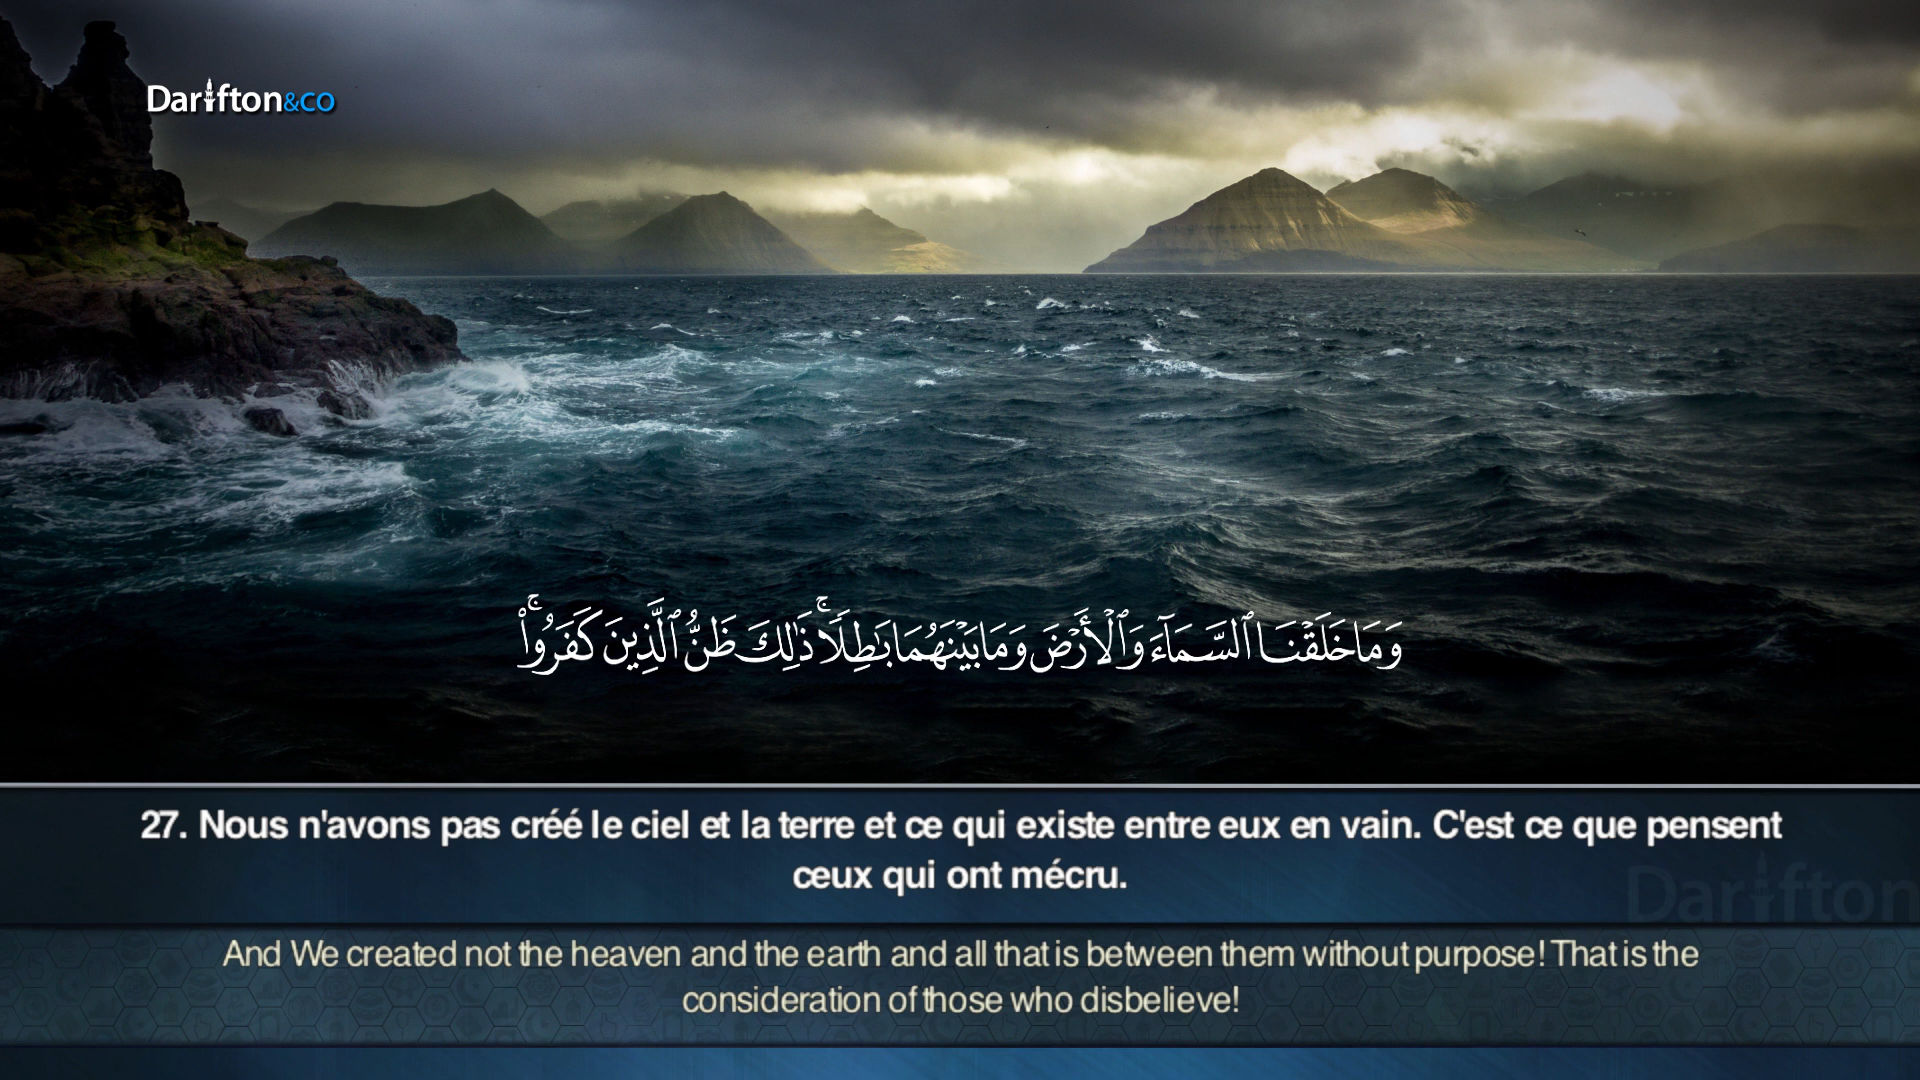 Darifton&CO
وَمَا خَلَقْنَا ٱلسَّمَآءَ وَٱلْأَرْضَ وَمَا بَيْنَهُمَا بَٰطِلًا ۚ ذَٰلِكَ ظَنُّ ٱلَّذِينَ كَفَرُوا۟ ۚ
27. Nous n'avons pas créé le ciel et la terre et ce qui existe entre eux en vain. C'est ce que pensent
ceux qui ont mécru.
Darifton
And We created not the heaven and the earth and all that is between them without purpose! That is the
consideration of those who disbelieve!